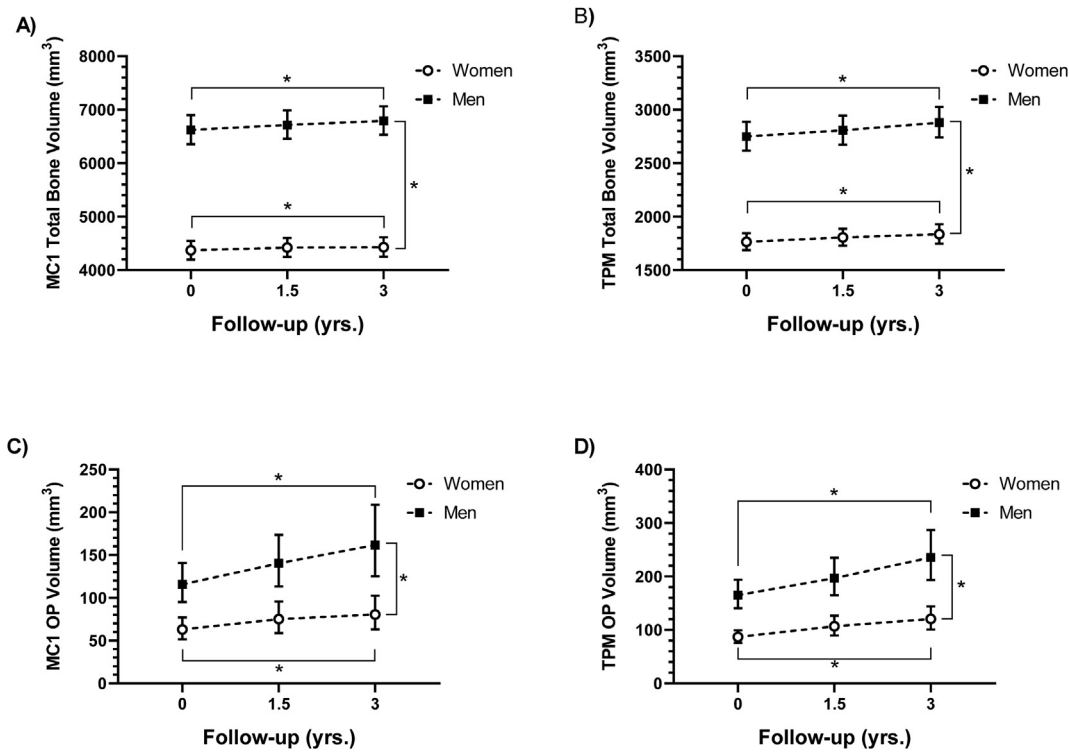 A)
MC1 Total Bone Volume (mm³)
8000
7000
6000
5000
4000
*
*
*
Women
Men
0 1.5 3
Follow-up (yrs.)
B)
TPM Total Bone Volume (mm³)
3500
3000
2500
2000
1500
*
*
*
Women
Men
0 1.5 3
Follow-up (yrs.)
C)
MC1 OP Volume (mm³)
250
200
150
100
50
0
*
*
*
Women
Men
0 1.5 3
Follow-up (yrs.)
D)
TPM OP Volume (mm³)
400
300
200
100
0
*
*
*
Women
Men
0 1.5 3
Follow-up (yrs.)